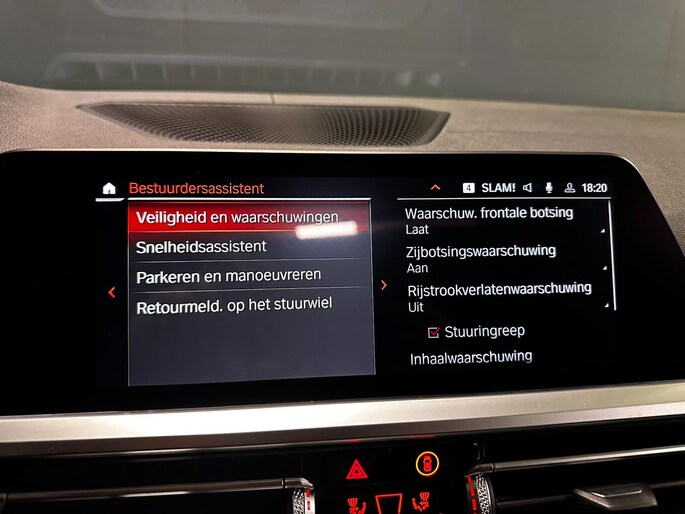 Bestuurdersassistent
4 SLAM! 18:20
Veiligheid en waarschuwingen
Snelheidsassistent
Parkeren en manoeuvreren
Retourmeld. op het stuurwiel
Waarschuw. frontale botsing
Laat
Zijbotsingswaarschuwing
Aan
Rijstrookverlatenwaarschuwing
Uit
Stuuringreep
Inhaalwaarschuwing